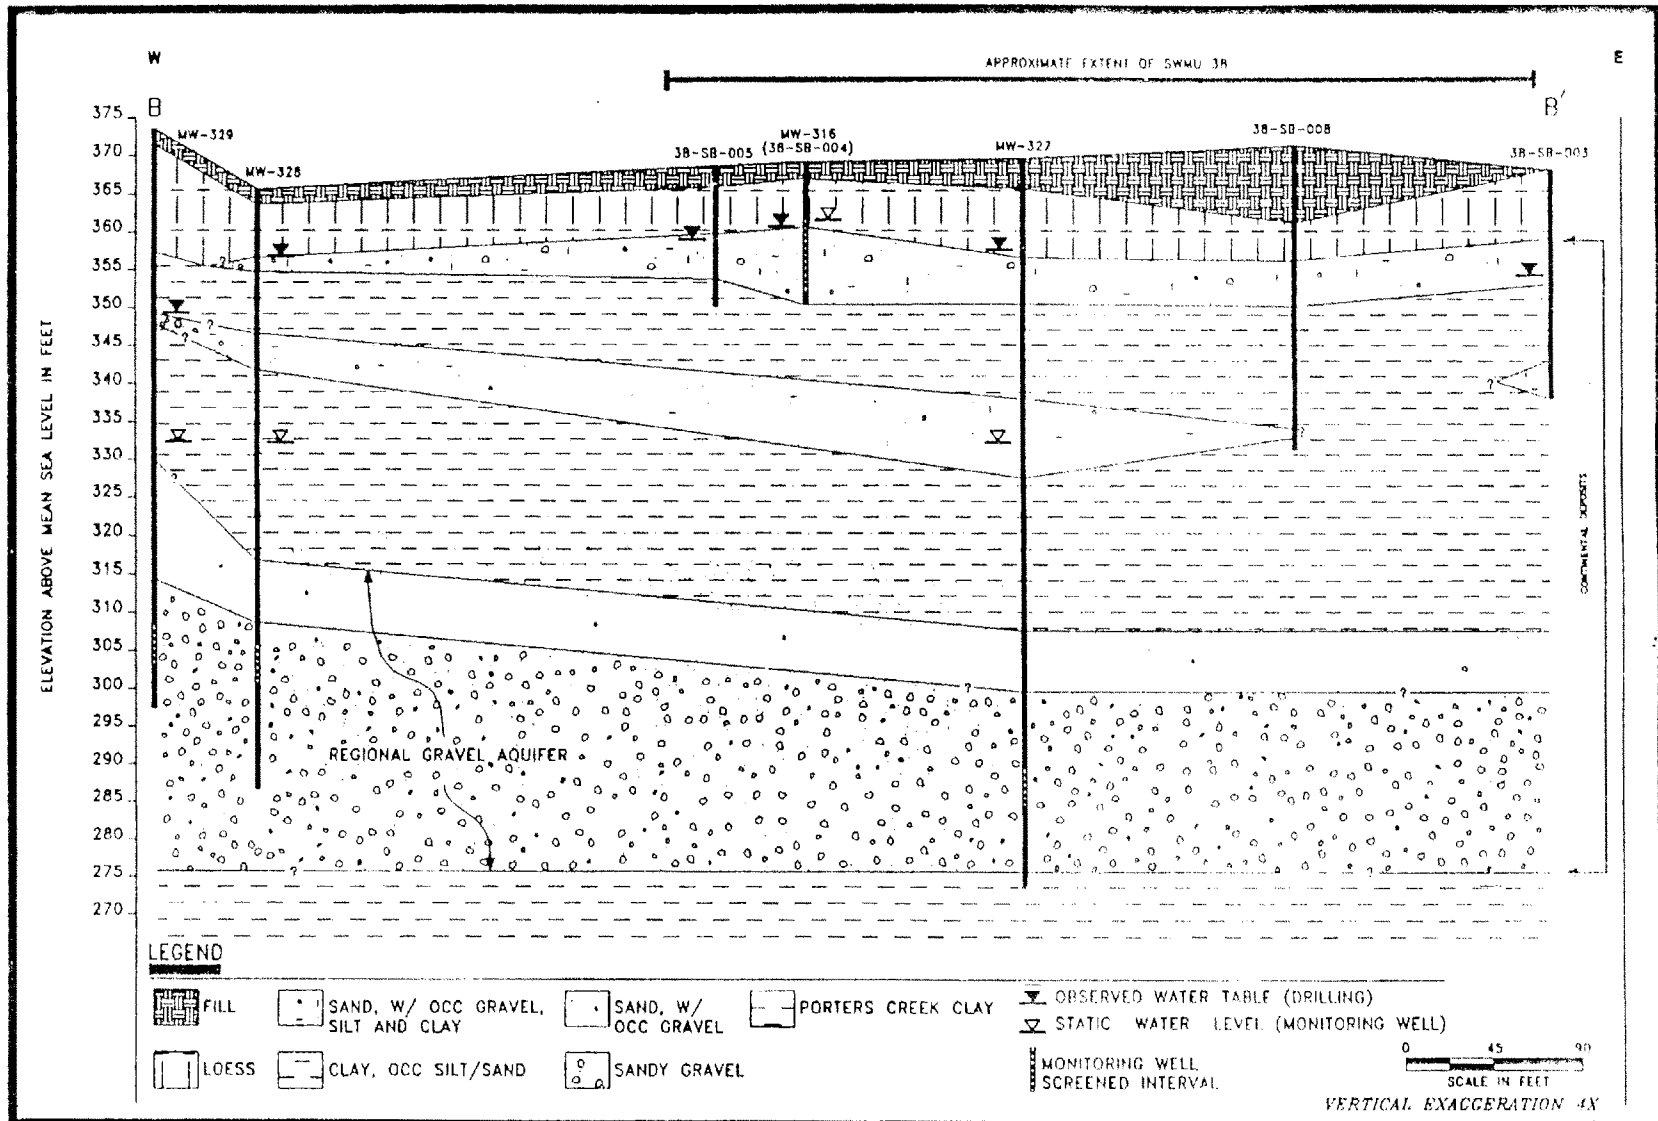 W
E
APPROXIMATE EXTENT OF SWMU 38
B
B'
MW-329
MW-328
38-SB-005
MW-316
(38-SB-004)
MW-327
38-SB-008
38-SB-003
ELEVATION ABOVE MEAN SEA LEVEL IN FEET
375
370
365
360
355
350
345
340
335
330
325
320
315
310
305
300
295
290
285
280
275
270
?
?
?
?
?
?
?
?
?
?
?
?
REGIONAL GRAVEL AQUIFER
CONTINENTAL DEPOSITS
LEGEND
FILL
SAND, W/ OCC GRAVEL,
SILT AND CLAY
SAND, W/
OCC GRAVEL
PORTERS CREEK CLAY
OBSERVED WATER TABLE (DRILLING)
STATIC WATER LEVEL (MONITORING WELL)
LOESS
CLAY, OCC SILT/SAND
SANDY GRAVEL
MONITORING WELL
SCREENED INTERVAL
0 45 90
SCALE IN FEET
VERTICAL EXAGGERATION 4X